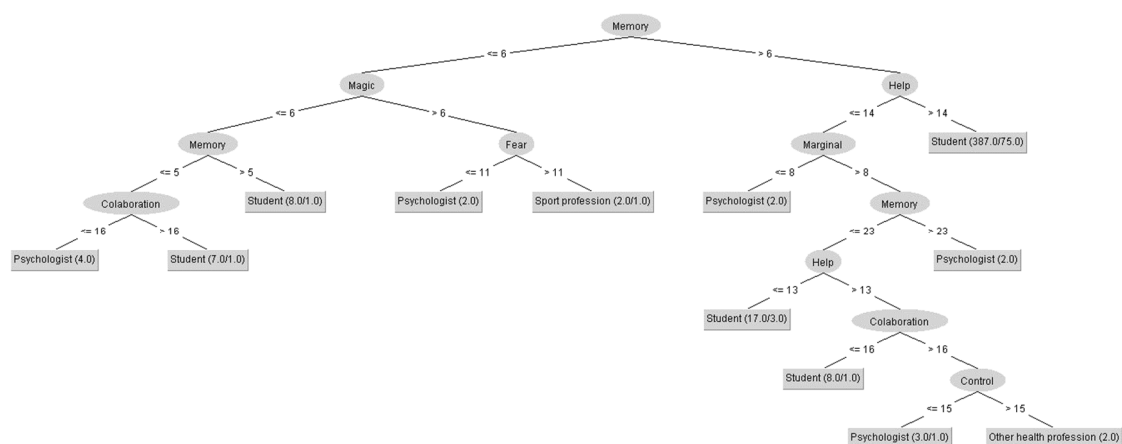 Memory
<= 6 > 6
Magic Help
<= 6 > 6 <= 14 > 14
Memory Fear Marginal Student (387.0/75.0)
<= 5 > 5 <= 11 > 11 <= 8 > 8
Colaboration Student (8.0/1.0) Psychologist (2.0) Sport profession (2.0/1.0) Psychologist (2.0) Memory
<= 16 > 16 <= 23 > 23
Psychologist (4.0) Student (7.0/1.0) Help Psychologist (2.0)
<= 13 > 13
Student (17.0/3.0) Colaboration
<= 16 > 16
Student (8.0/1.0) Control
<= 15 > 15
Psychologist (3.0/1.0) Other health profession (2.0)